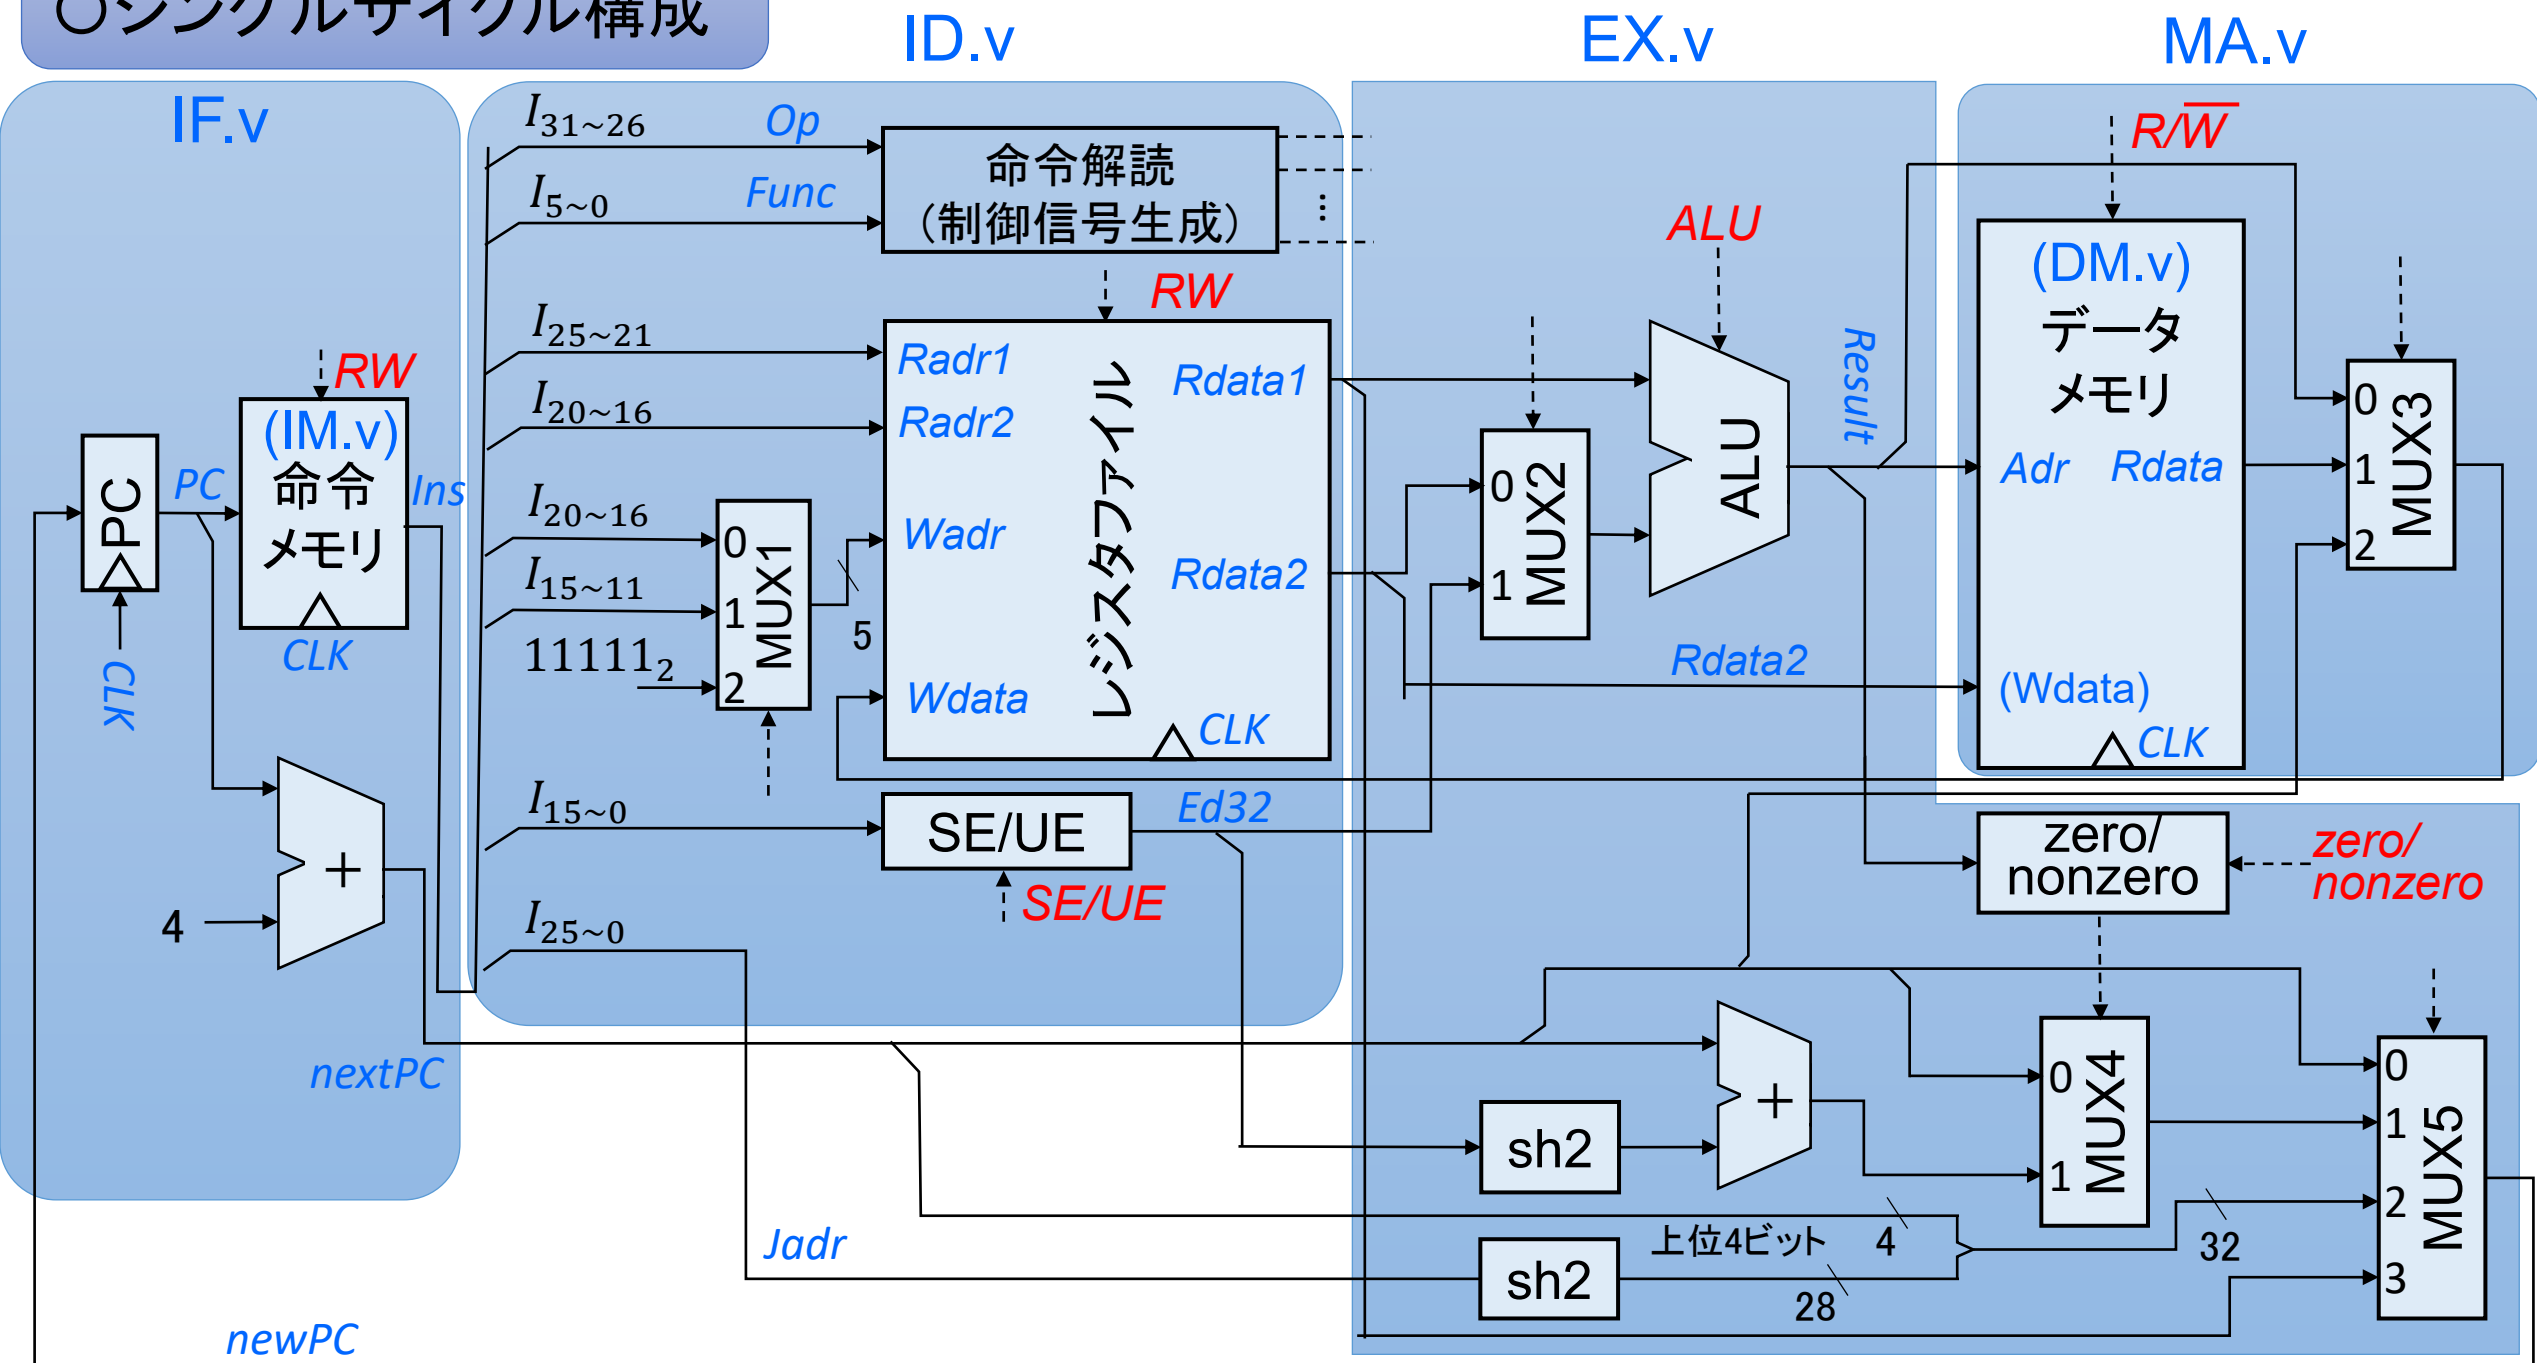 〇シングルサイクル構成
ID.v
EX.v
MA.v
IF.v
I31~26
Op
命令解読
(制御信号生成)
⋮
I5~0
Func
R/W
ALU
(DM.v)
データ
メモリ
RW
I25~21
Radr1
Rdata1
レジスタファイル
Result
RW
I20~16
Radr2
(IM.v)
命令
メモリ
PC
PC
Ins
CLK
CLK
I20~16
I15~11
111112
0
1
2
MUX1
5
Wadr
Rdata2
Wdata
CLK
0
1
MUX2
ALU
Adr
Rdata
(Wdata)
CLK
0
1
2
MUX3
Rdata2
I15~0
SE/UE
Ed32
SE/UE
zero/
nonzero
zero/
nonzero
+
4
I25~0
nextPC
sh2
+
0
1
MUX4
0
1
2
3
MUX5
Jadr
sh2
上位4ビット
4
28
32
newPC